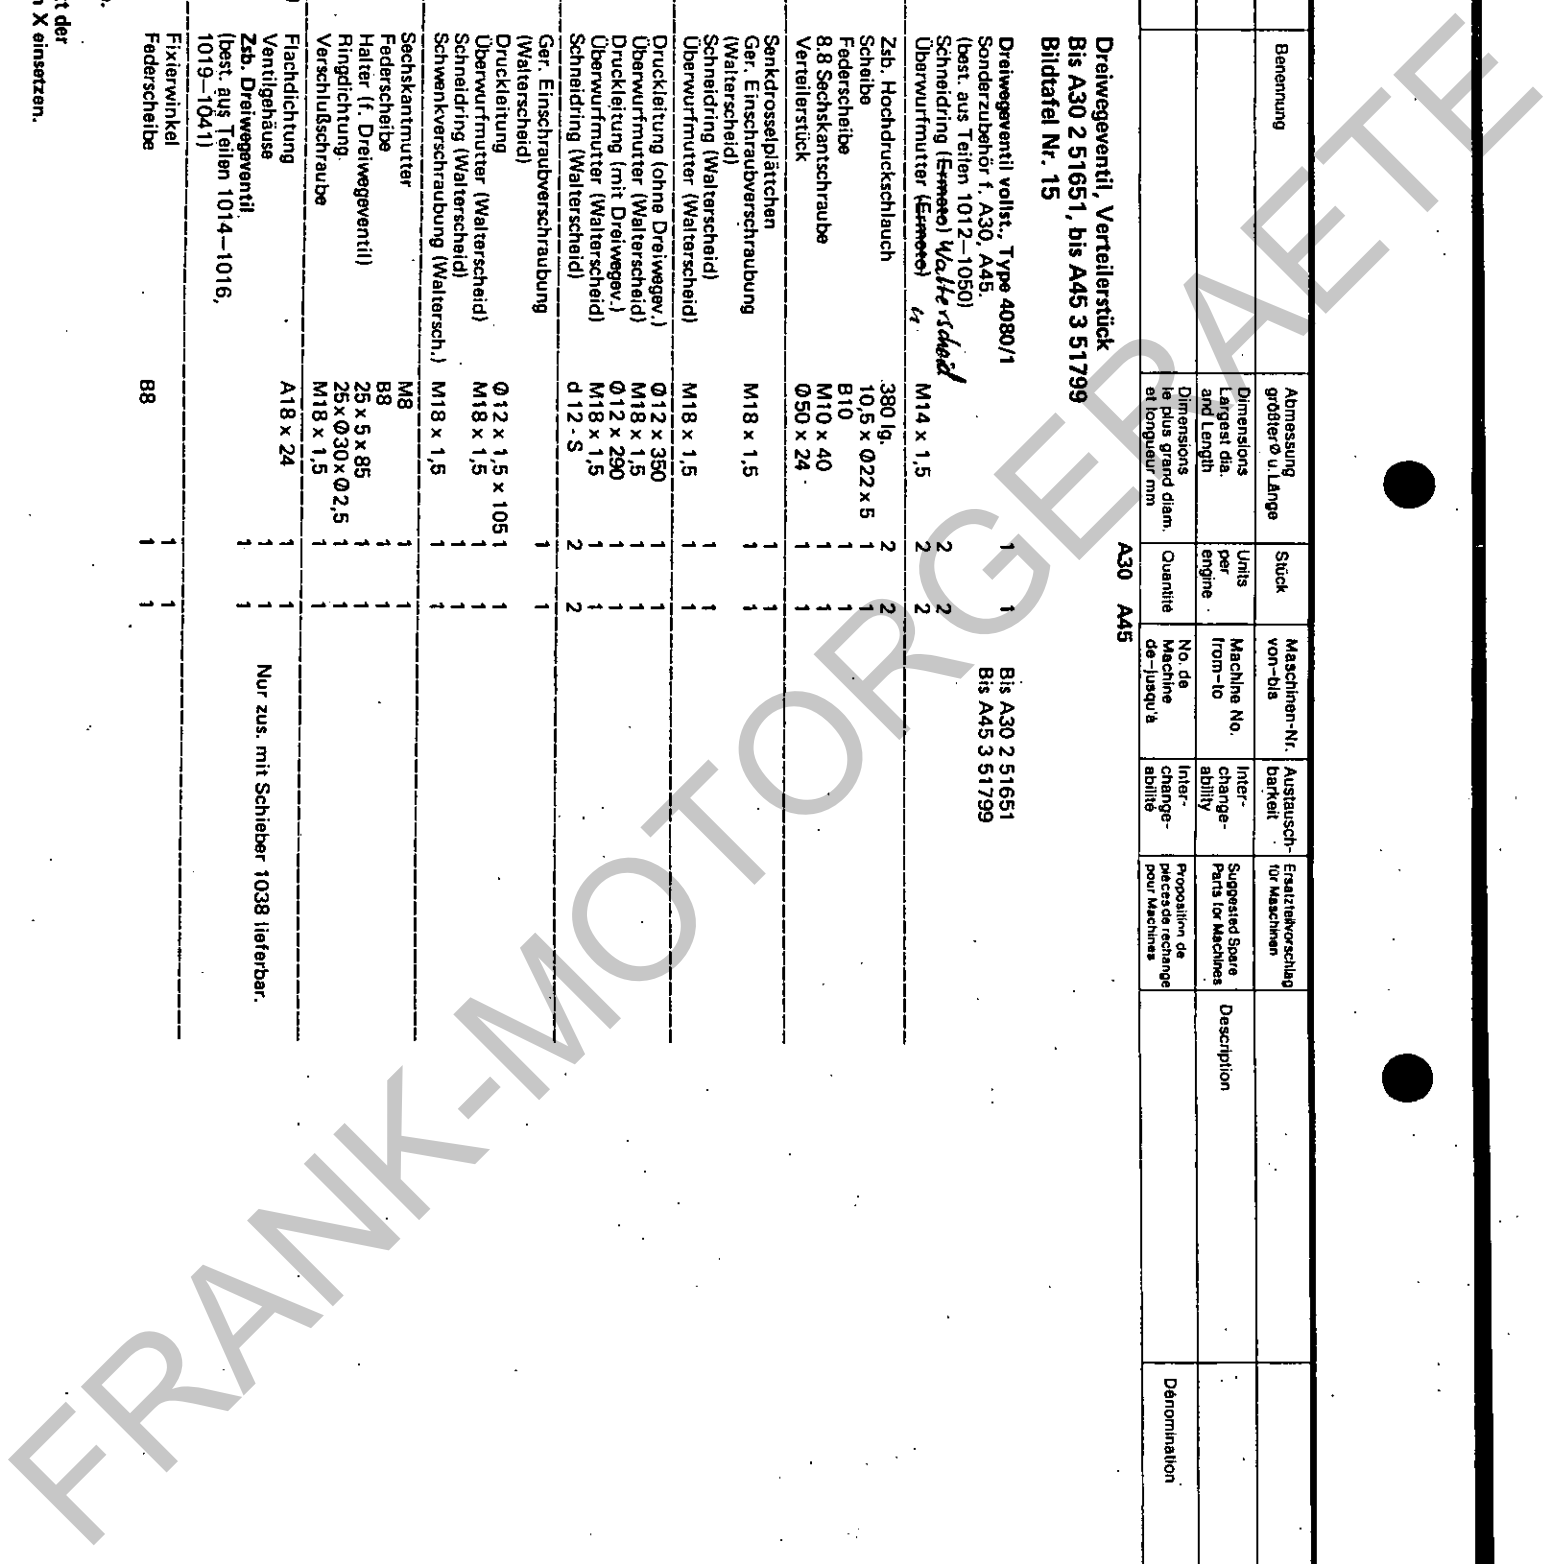 Benennung
Abmessung größter Ø u. Länge
Stück
Maschinen-Nr. von–bis
Austausch-barkeit
Ersatzteilvorschlag für Maschinen
Dimensions Largest dia. and Length
Units per engine
Machine No. from–to
Inter-change-ability
Suggested Spare Parts for Machines
Description
Dimensions le plus grand diam. et longueur mm
Quantité
No. de Machine de–jusqu'à
Inter-change-abilité
Proposition de pièces de rechange pour Machines
Dénomination
A30 A45
Dreiwegeventil, Verteilerstück
Bis A30 2 51651, bis A45 3 51799
Bildtafel Nr. 15
Dreiwegeventil vollst., Type 4080/1 1 1 Bis A30 2 51651
Sonderzubehör f. A30, A45. Bis A45 3 51799
(best. aus Teilen 1012–1050)
Schneidring (Ermeto) Walterscheid 2 2
Überwurfmutter (Ermeto) " M14 x 1,5 2 2
Zsb. Hochdruckschlauch 380 lg. 2 2
Scheibe 10,5 x Ø22 x 5 1 1
Federscheibe B10 1 1
8.8 Sechskantschraube M10 x 40 1 1
Verteilerstück Ø50 x 24 1 1
Senkdrosselplättchen 1 1
Ger. Einschraubverschraubung M18 x 1,5 1 1
(Walterscheid)
Schneidring (Walterscheid) 1 1
Überwurfmutter (Walterscheid) M18 x 1,5 1 1
Druckleitung (ohne Dreiwegev.) Ø12 x 350 1 1
Überwurfmutter (Walterscheid) M18 x 1,5 1 1
Druckleitung (mit Dreiwegev.) Ø12 x 290 1 1
Überwurfmutter (Walterscheid) M18 x 1,5 1 1
Schneidring (Walterscheid) d 12 - S 2 2
Ger. Einschraubverschraubung 1 1
(Walterscheid)
Druckleitung Ø12 x 1,5 x 105 1 1
Überwurfmutter (Walterscheid) M18 x 1,5 1 1
Schneidring (Walterscheid) 1 1
Schwenkverschraubung (Waltersch.) M18 x 1,5 1 1
Sechskantmutter M8 1 1
Federscheibe B8 1 1
Halter (f. Dreiwegeventil) 25 x 5 x 85 1 1
Ringdichtung 25 x Ø30 x Ø2,5 1 1
Verschlußschraube M18 x 1,5 1 1
Flachdichtung A18 x 24 1 1
Ventilgehäuse 1 1 Nur zus. mit Schieber 1038 lieferbar.
Zsb. Dreiwegeventil 1 1
(best. aus Teilen 1014–1016,
1019–1041)
Fixierwinkel 1 1
Federscheibe B8 1 1
t der
X einsetzen.
FRANK-MOTORGERAETE